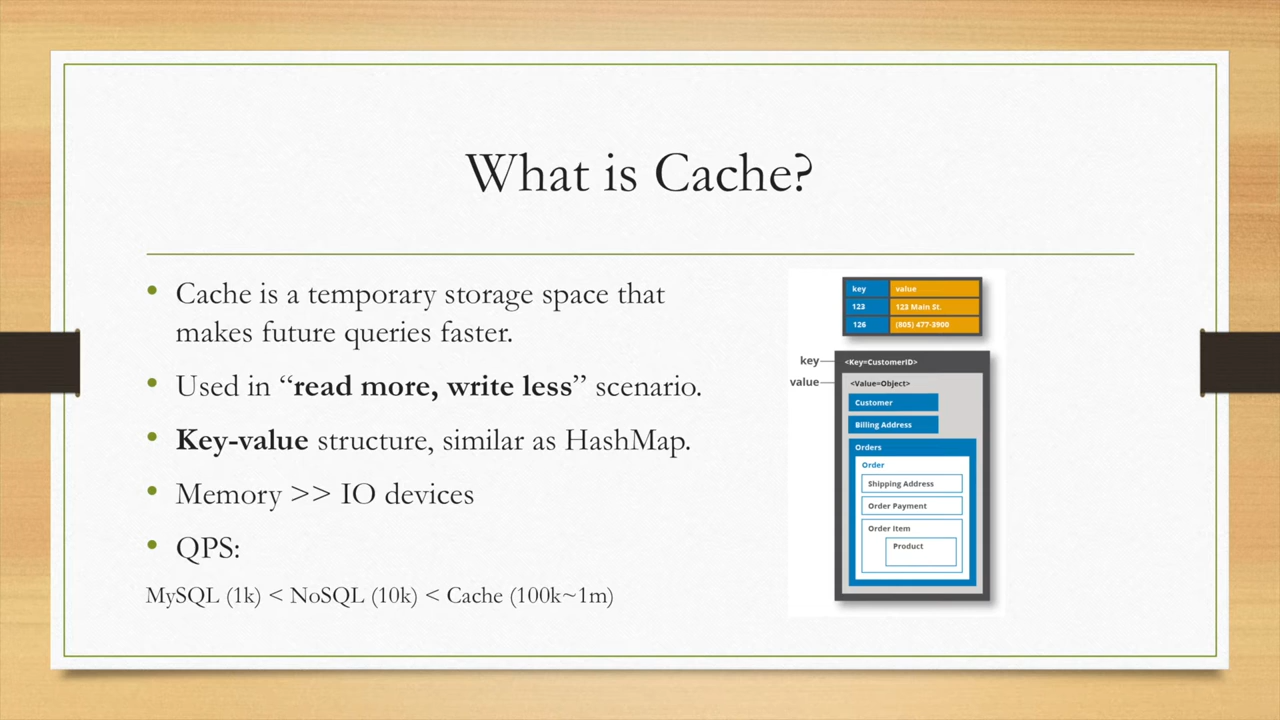 What is Cache?
• Cache is a temporary storage space that
makes future queries faster.
• Used in “read more, write less” scenario.
• Key-value structure, similar as HashMap.
• Memory >> IO devices
• QPS:
MySQL (1k) < NoSQL (10k) < Cache (100k~1m)
key value
123 123 Main St.
126 (805) 477-3900
key <Key=CustomerID>
value <Value=Object>
Customer
Billing Address
Orders
Order
Shipping Address
Order Payment
Order Item
Product